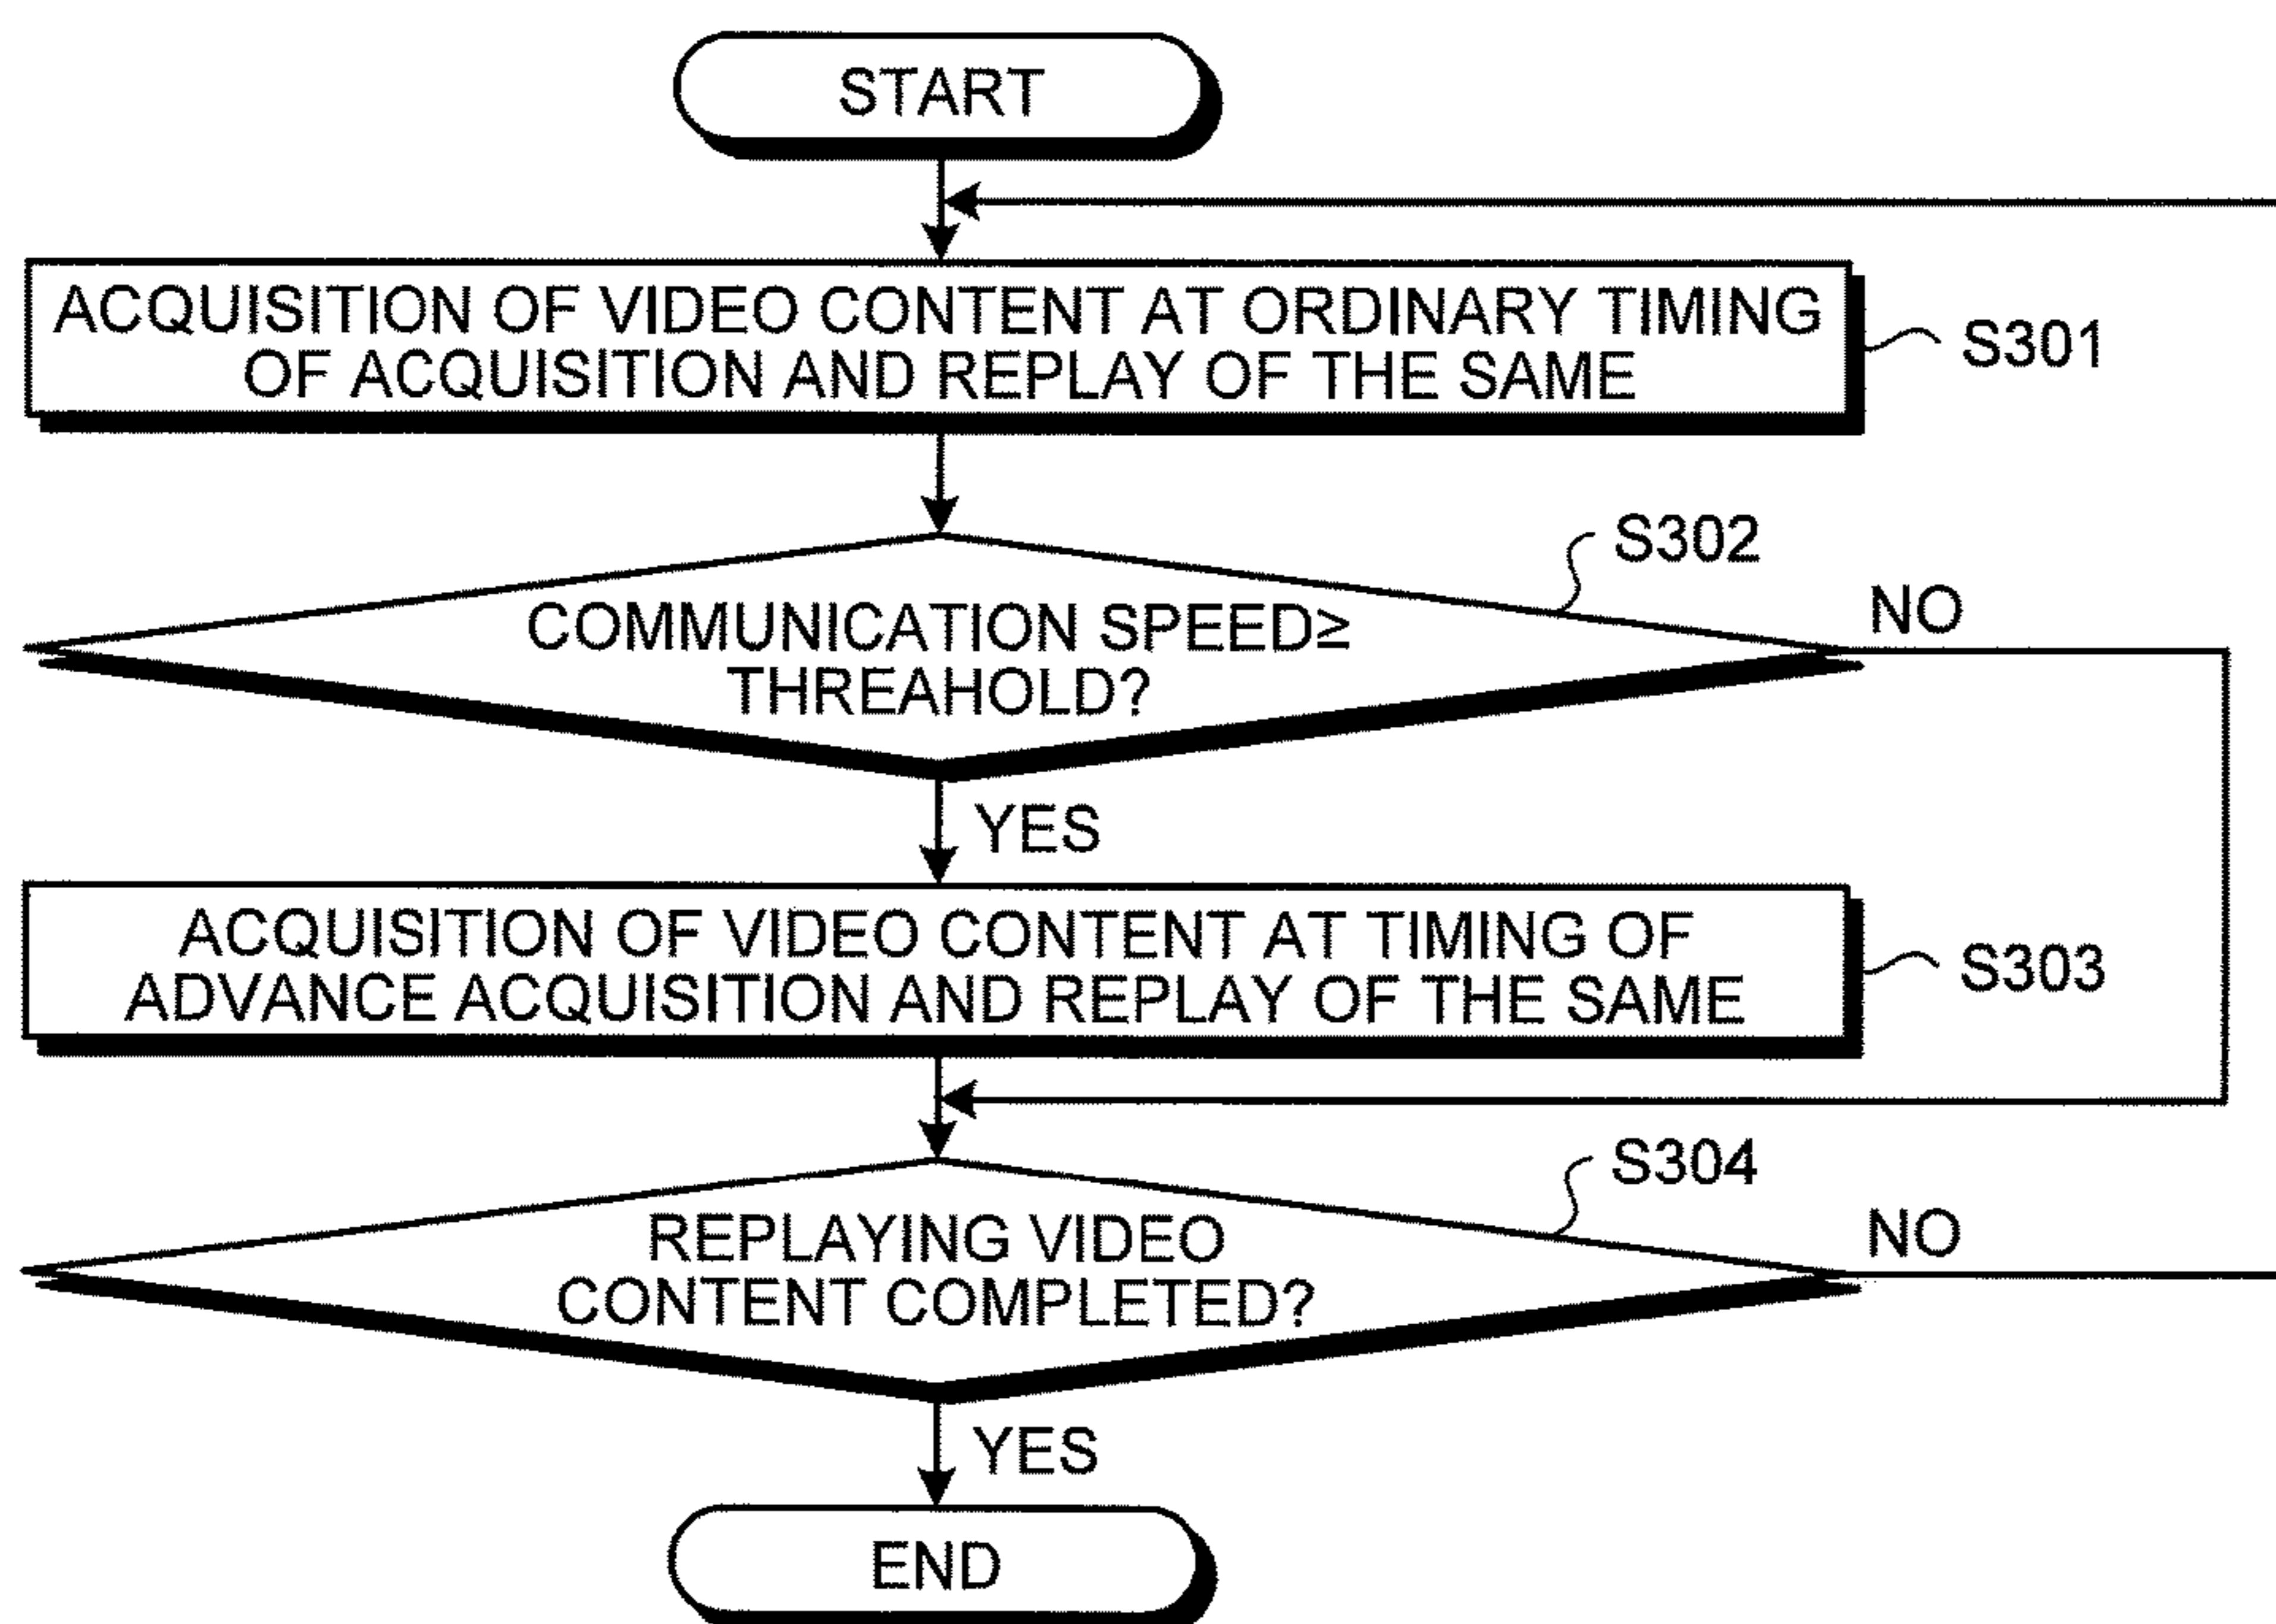 START
ACQUISITION OF VIDEO CONTENT AT ORDINARY TIMING
OF ACQUISITION AND REPLAY OF THE SAME
S301
S302
COMMUNICATION SPEED≥
THREAHOLD?
NO
YES
ACQUISITION OF VIDEO CONTENT AT TIMING OF
ADVANCE ACQUISITION AND REPLAY OF THE SAME
S303
S304
REPLAYING VIDEO
CONTENT COMPLETED?
NO
YES
END